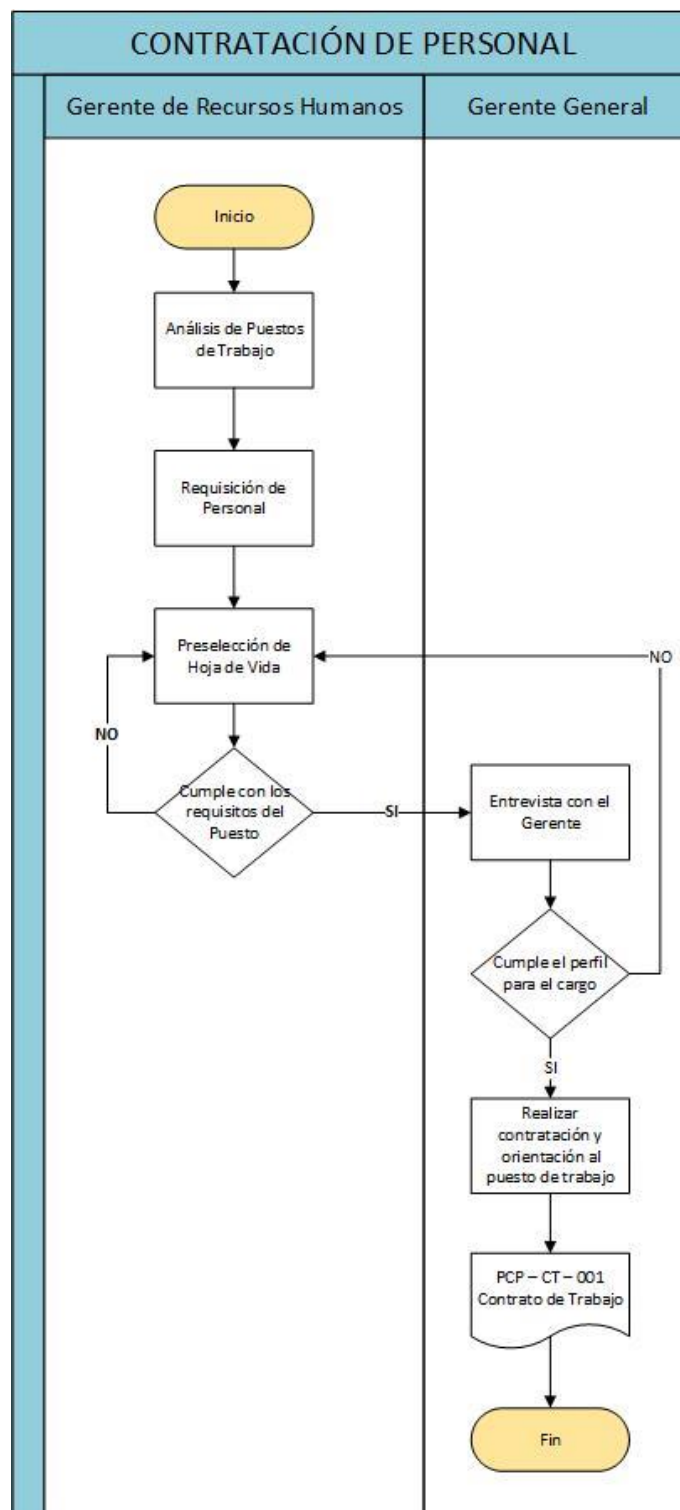 CONTRATACIÓN DE PERSONAL
Gerente de Recursos Humanos
Gerente General
Inicio
Análisis de Puestos
de Trabajo
Requisición de
Personal
Preselección de
Hoja de Vida
NO
NO
Cumple con los
requisitos del
Puesto
SI
Entrevista con el
Gerente
Cumple el perfil
para el cargo
SI
Realizar
contratación y
orientación al
puesto de trabajo
PCP – CT – 001
Contrato de Trabajo
Fin